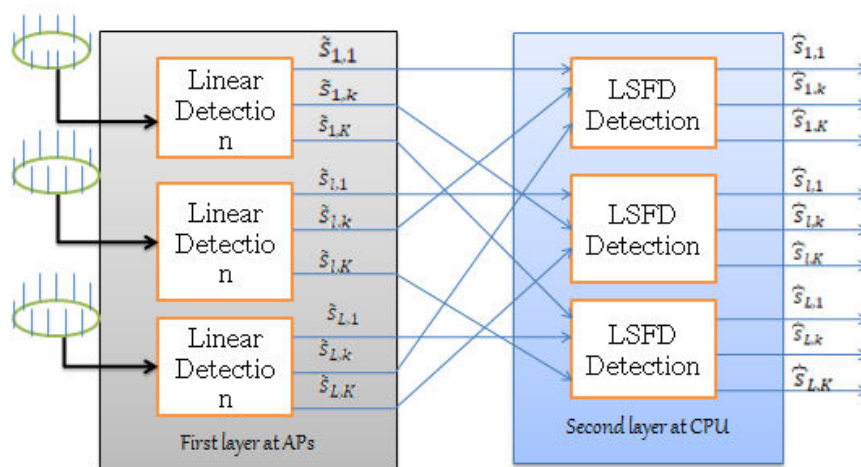 Linear
Detectio
n
s̃1,1
s̃1,k
s̃1,K
Linear
Detectio
n
s̃l,1
s̃l,k
s̃l,K
Linear
Detectio
n
s̃L,1
s̃L,k
s̃L,K
First layer at APs
LSFD
Detection
LSFD
Detection
LSFD
Detection
Second layer at CPU
ŝ1,1
ŝ1,k
ŝ1,K
ŝl,1
ŝl,k
ŝl,K
ŝL,1
ŝL,k
ŝL,K